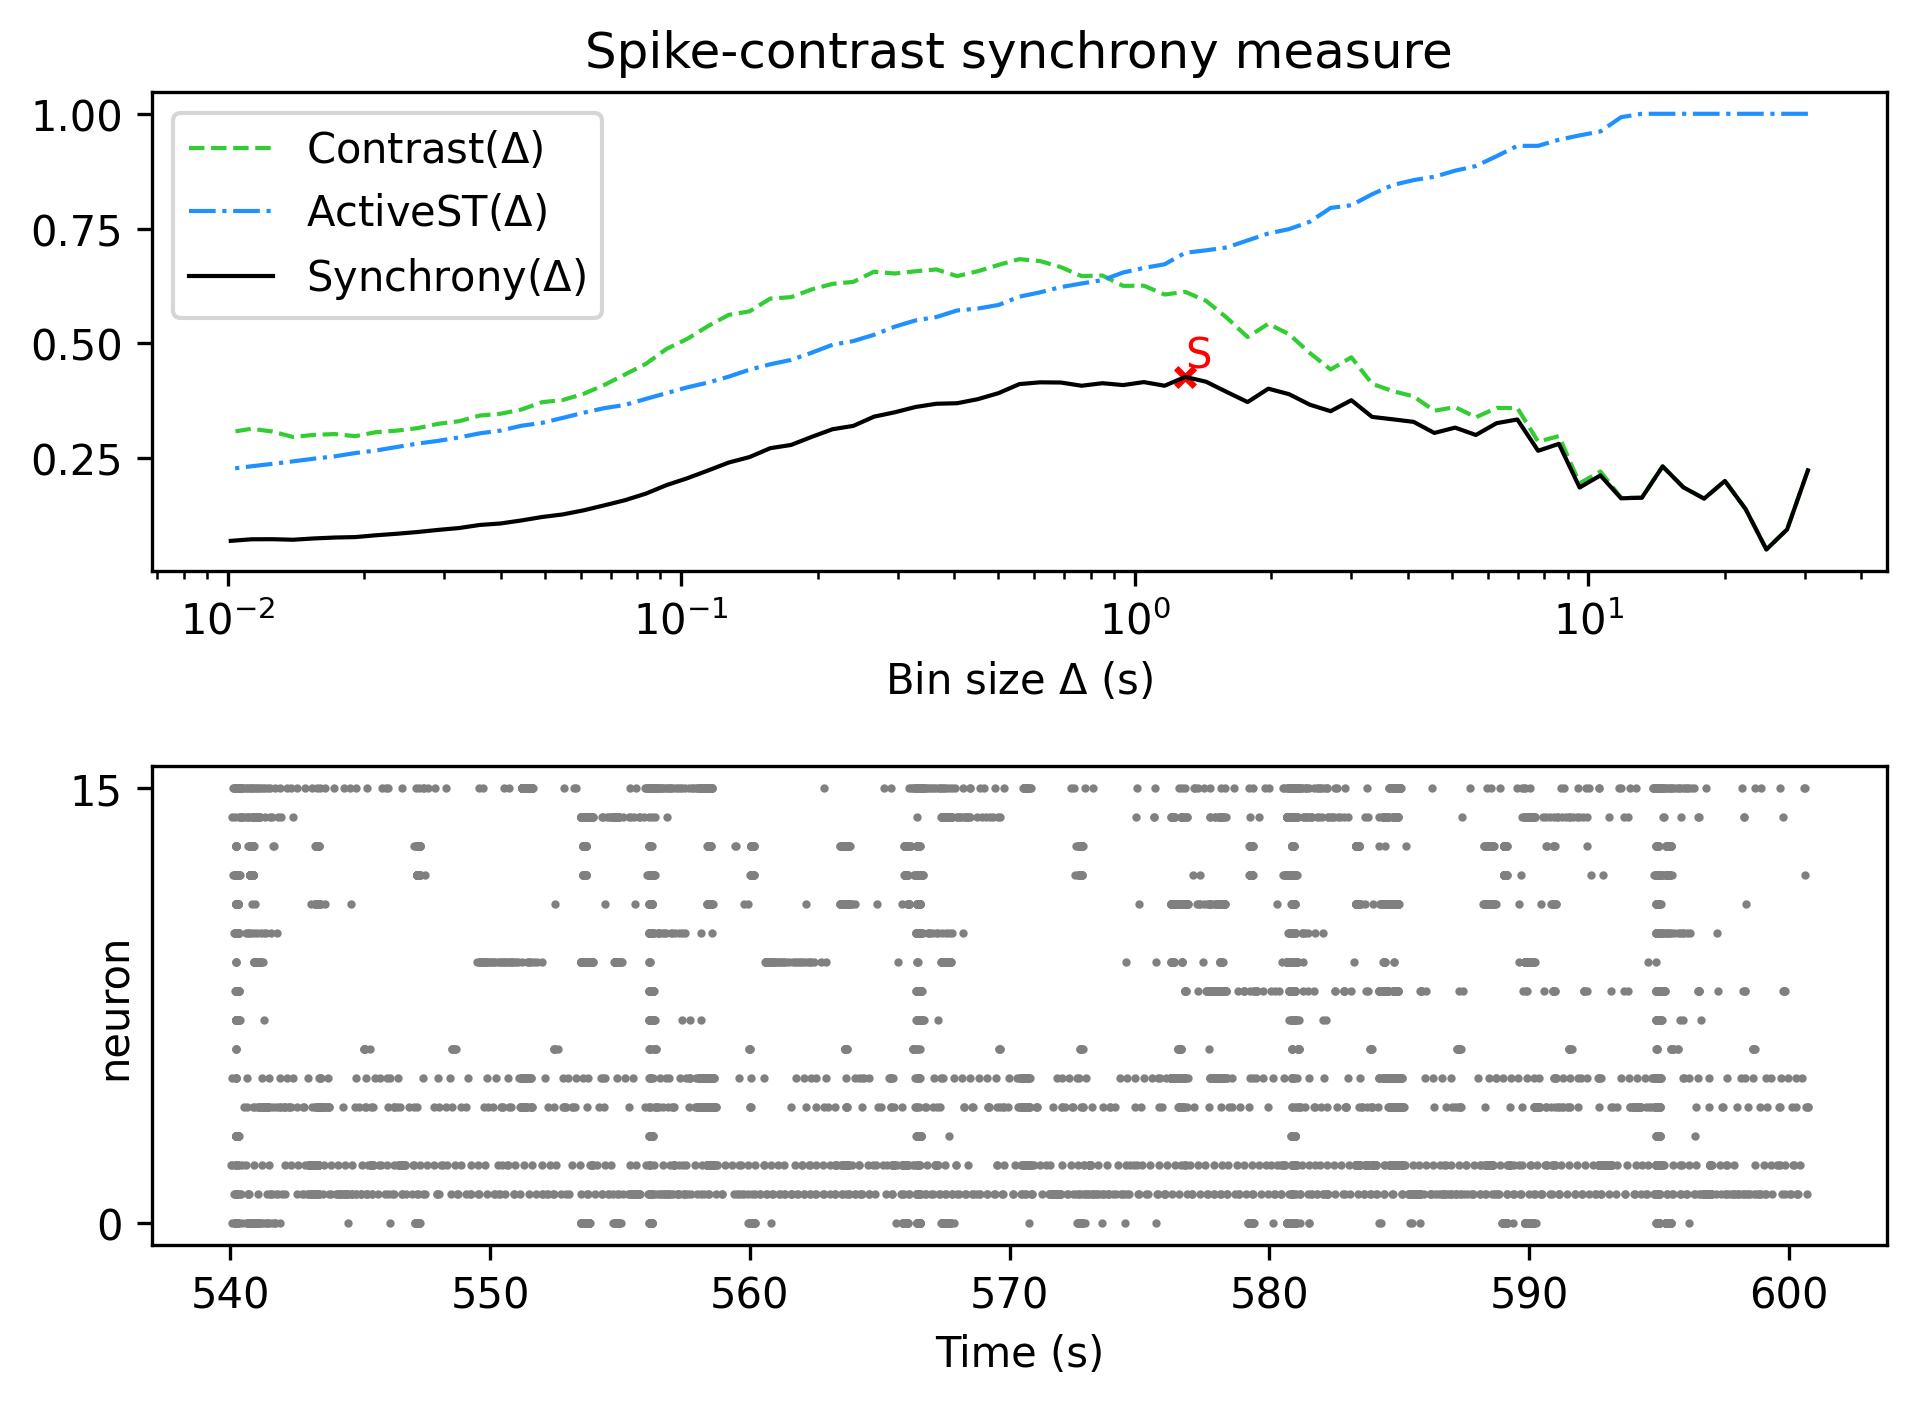 Spike-contrast synchrony measure
1.00
0.75
0.50
0.25
Contrast(Δ)
ActiveST(Δ)
Synchrony(Δ)
S
10⁻² 10⁻¹ 10⁰ 10¹
Bin size Δ (s)
15
0
neuron
540 550 560 570 580 590 600
Time (s)